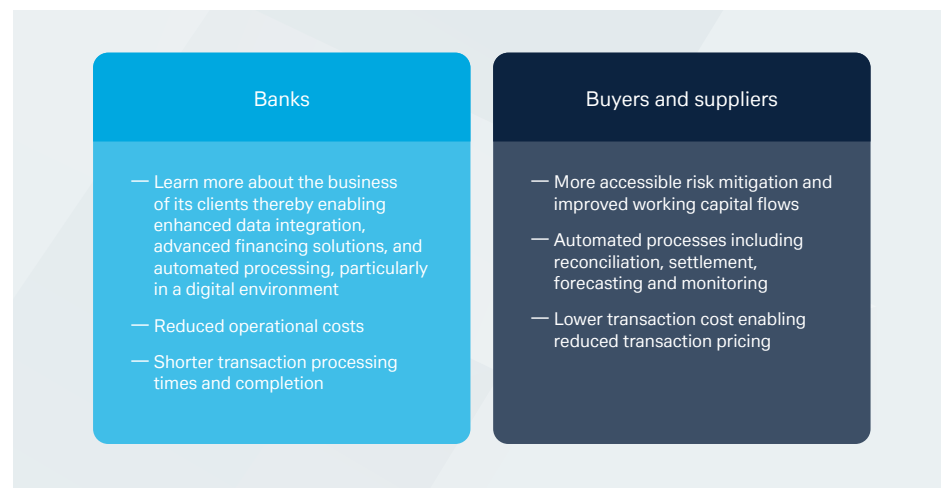 Banks
— Learn more about the business
of its clients thereby enabling
enhanced data integration,
advanced financing solutions, and
automated processing, particularly
in a digital environment
— Reduced operational costs
— Shorter transaction processing
times and completion
Buyers and suppliers
— More accessible risk mitigation and
improved working capital flows
— Automated processes including
reconciliation, settlement,
forecasting and monitoring
— Lower transaction cost enabling
reduced transaction pricing